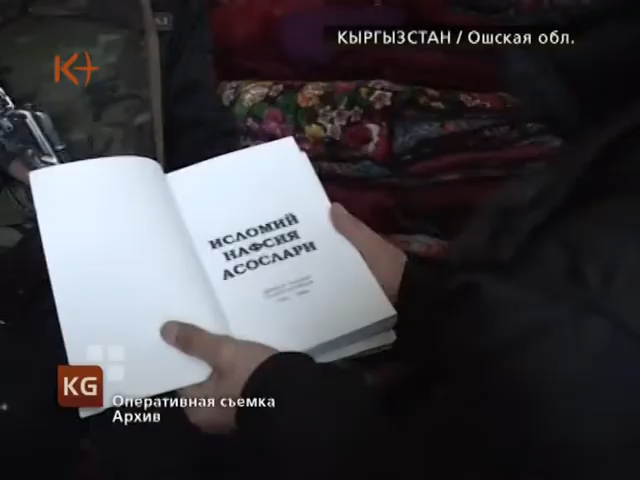 K+
КЫРГЫЗСТАН / Ошская обл.
ИСЛОМИЙ
НАФСИЯ
АСОСЛАРИ
KG
Оперативная съемка
Архив